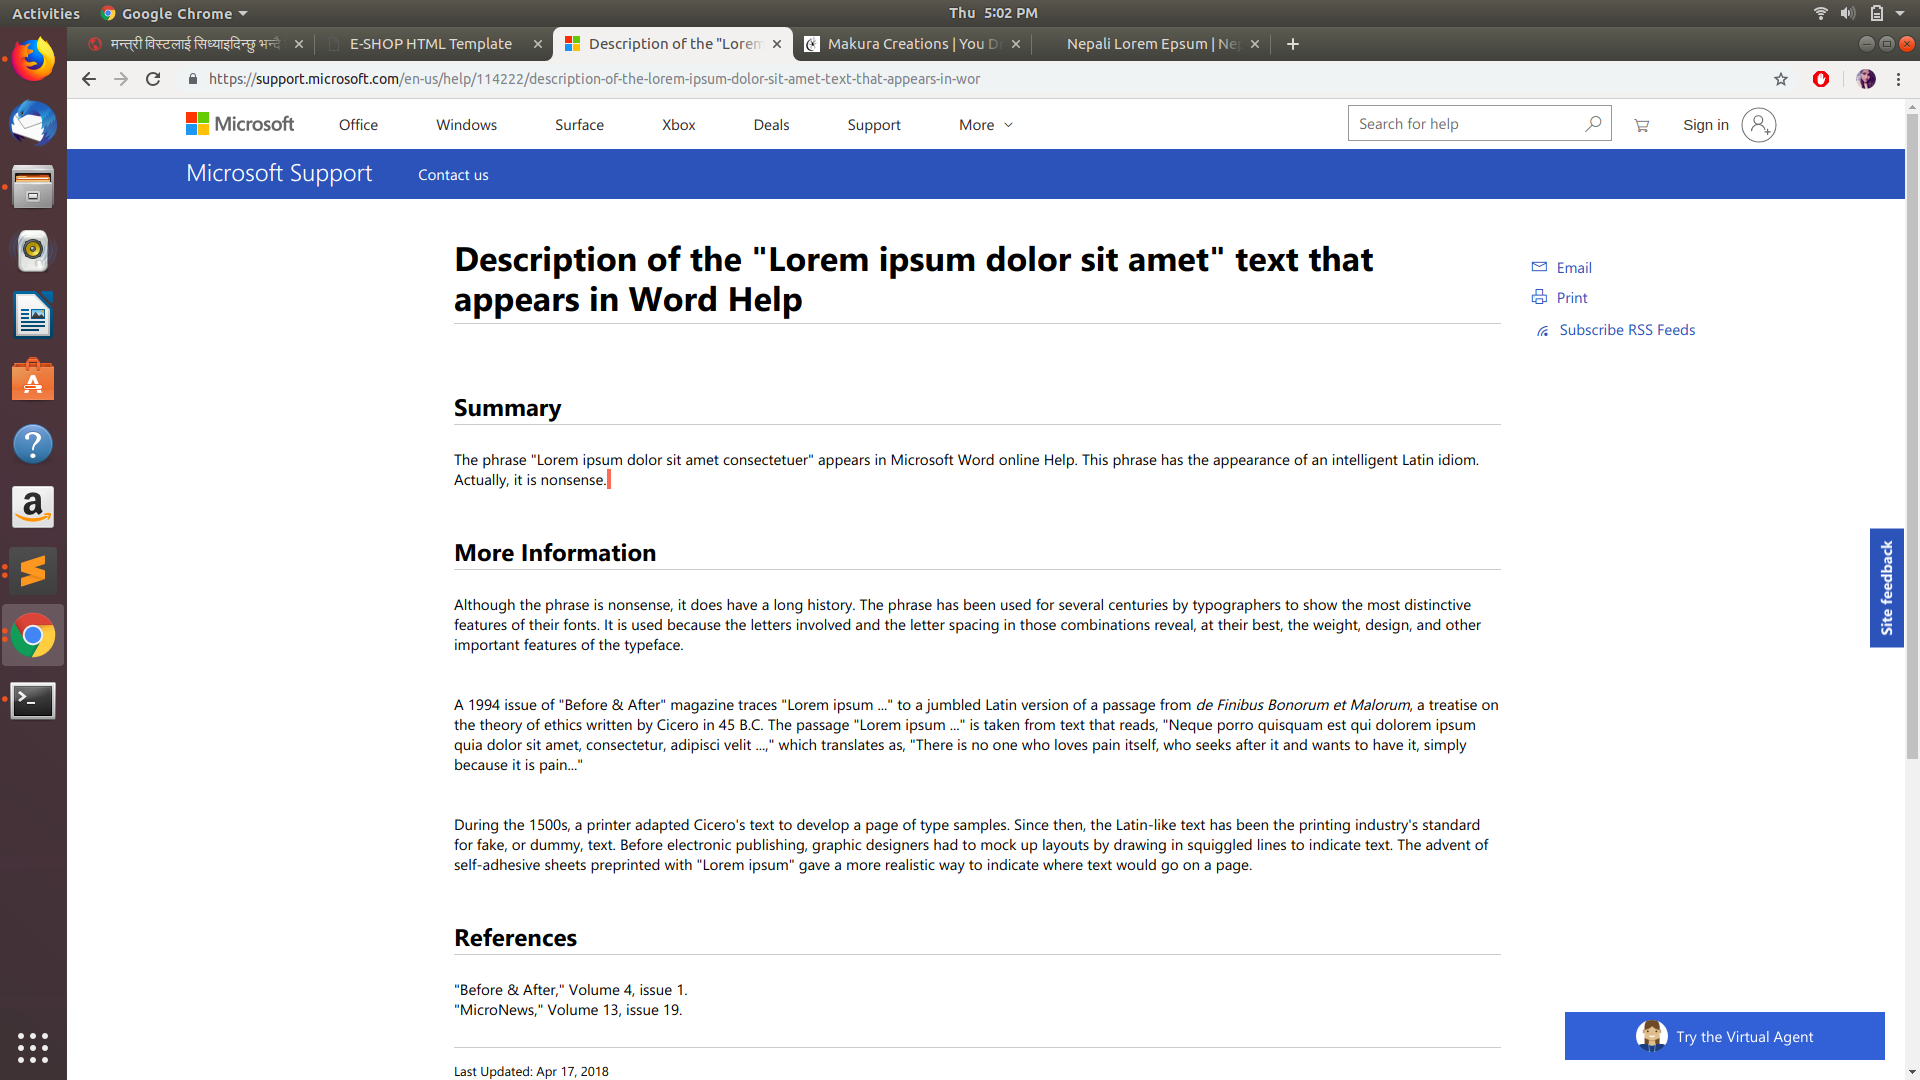 Activities
Google Chrome
Thu 5:02 PM
मन्त्री विस्टलाई सिध्याइदिन्छु भन्दै
E-SHOP HTML Template
Description of the "Lorem
Makura Creations | You D
Nepali Lorem Epsum | Ne
https://support.microsoft.com/en-us/help/114222/description-of-the-lorem-ipsum-dolor-sit-amet-text-that-appears-in-wor
Microsoft
Office
Windows
Surface
Xbox
Deals
Support
More
Search for help
Sign in
Microsoft Support
Contact us
Description of the "Lorem ipsum dolor sit amet" text that
appears in Word Help
Email
Print
Subscribe RSS Feeds
Summary
The phrase "Lorem ipsum dolor sit amet consectetuer" appears in Microsoft Word online Help. This phrase has the appearance of an intelligent Latin idiom.
Actually, it is nonsense.
More Information
Although the phrase is nonsense, it does have a long history. The phrase has been used for several centuries by typographers to show the most distinctive
features of their fonts. It is used because the letters involved and the letter spacing in those combinations reveal, at their best, the weight, design, and other
important features of the typeface.
A 1994 issue of "Before & After" magazine traces "Lorem ipsum ..." to a jumbled Latin version of a passage from de Finibus Bonorum et Malorum, a treatise on
the theory of ethics written by Cicero in 45 B.C. The passage "Lorem ipsum ..." is taken from text that reads, "Neque porro quisquam est qui dolorem ipsum
quia dolor sit amet, consectetur, adipisci velit ...," which translates as, "There is no one who loves pain itself, who seeks after it and wants to have it, simply
because it is pain..."
During the 1500s, a printer adapted Cicero's text to develop a page of type samples. Since then, the Latin-like text has been the printing industry's standard
for fake, or dummy, text. Before electronic publishing, graphic designers had to mock up layouts by drawing in squiggled lines to indicate text. The advent of
self-adhesive sheets preprinted with "Lorem ipsum" gave a more realistic way to indicate where text would go on a page.
References
"Before & After," Volume 4, issue 1.
"MicroNews," Volume 13, issue 19.
Last Updated: Apr 17, 2018
Site feedback
Try the Virtual Agent